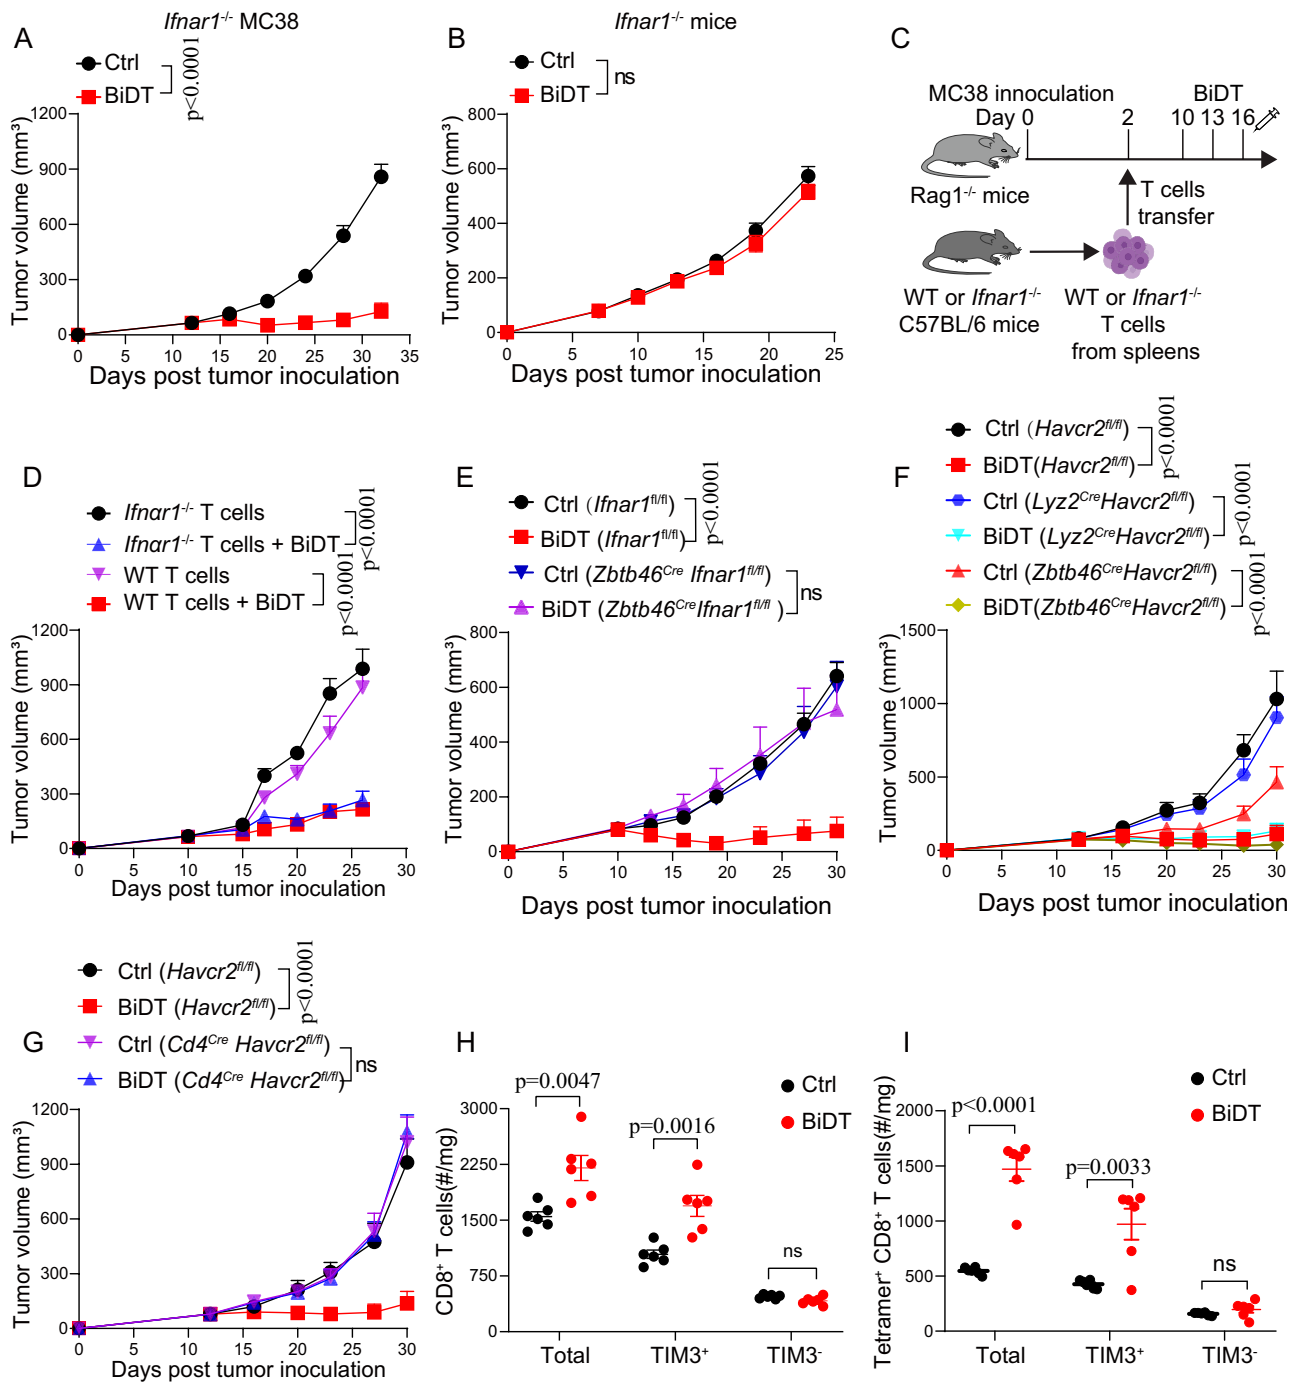 A
Ifnar1-/- MC38
Ctrl
BiDT
p<0.0001
Tumor volume (mm³)
1200
900
600
300
0
0 5 10 15 20 25 30 35
Days post tumor inoculation
B
Ifnar1-/- mice
Ctrl
BiDT
ns
Tumor volume (mm³)
800
600
400
200
0
0 5 10 15 20 25
Days post tumor inoculation
C
MC38 innoculation
BiDT
Day 0 2 10 13 16
Rag1-/- mice
T cells
transfer
WT or Ifnar1-/-
C57BL/6 mice
WT or Ifnar1-/-
T cells
from spleens
D
Ifnar1-/- T cells
Ifnar1-/- T cells + BiDT
WT T cells
WT T cells + BiDT
p<0.0001
p<0.0001
Tumor volume (mm³)
1200
900
600
300
0
0 5 10 15 20 25 30
Days post tumor inoculation
E
Ctrl (Ifnar1fl/fl)
BiDT (Ifnar1fl/fl)
Ctrl (Zbtb46Cre Ifnar1fl/fl)
BiDT (Zbtb46CreIfnar1fl/fl)
p<0.0001
ns
Tumor volume (mm³)
800
600
400
200
0
0 5 10 15 20 25 30
Days post tumor inoculation
F
Ctrl (Havcr2fl/fl)
BiDT(Havcr2fl/fl)
Ctrl (Lyz2CreHavcr2fl/fl)
BiDT (Lyz2CreHavcr2fl/fl)
Ctrl (Zbtb46CreHavcr2fl/fl)
BiDT(Zbtb46CreHavcr2fl/fl)
p<0.0001
p<0.0001
p<0.0001
Tumor volume (mm³)
1500
1000
500
0
0 5 10 15 20 25 30
Days post tumor inoculation
G
Ctrl (Havcr2fl/fl)
BiDT (Havcr2fl/fl)
Ctrl (Cd4Cre Havcr2fl/fl)
BiDT (Cd4Cre Havcr2fl/fl)
p<0.0001
ns
Tumor volume (mm³)
1200
900
600
300
0
0 5 10 15 20 25 30
Days post tumor inoculation
H
Ctrl
BiDT
p=0.0047
p=0.0016
ns
CD8+ T cells(#/mg)
3000
2250
1500
750
0
Total TIM3+ TIM3-
I
Ctrl
BiDT
p<0.0001
p=0.0033
ns
Tetramer+ CD8+ T cells(#/mg)
2000
1500
1000
500
0
Total TIM3+ TIM3-